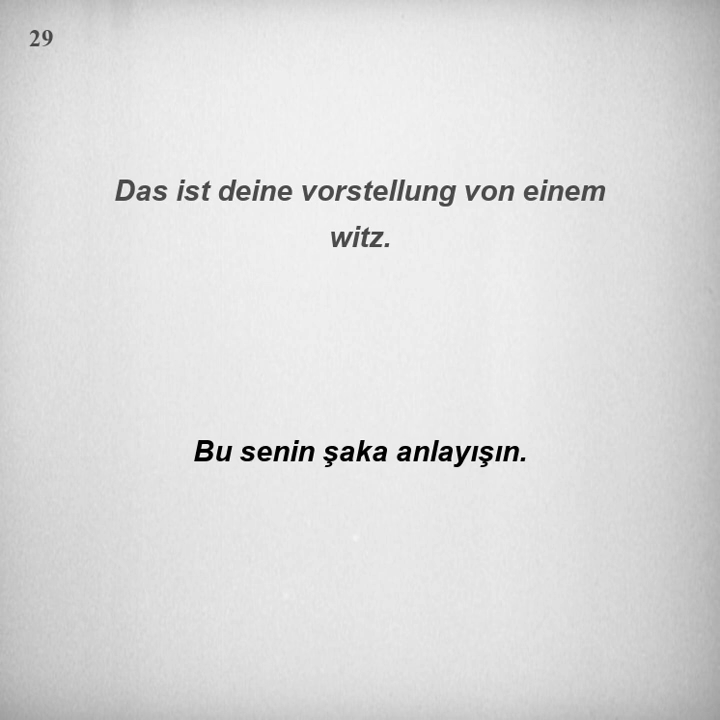 29
Das ist deine vorstellung von einem
witz.
Bu senin şaka anlayışın.